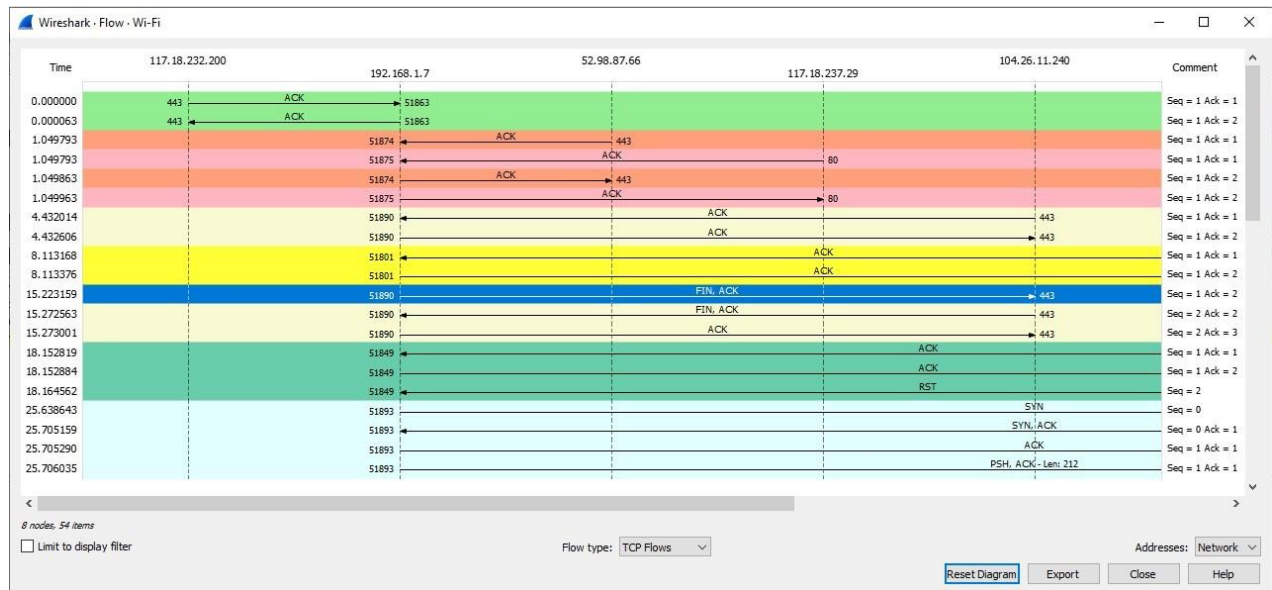 Wireshark · Flow · Wi-Fi
Time 117.18.232.200 192.168.1.7 52.98.87.66 117.18.237.29 104.26.11.240 Comment
0.000000 443 ACK 51863 Seq = 1 Ack = 1
0.000063 443 ACK 51863 Seq = 1 Ack = 2
1.049793 51874 ACK 443 Seq = 1 Ack = 1
1.049793 51875 ACK 80 Seq = 1 Ack = 1
1.049863 51874 ACK 443 Seq = 1 Ack = 2
1.049963 51875 ACK 80 Seq = 1 Ack = 2
4.432014 51890 ACK 443 Seq = 1 Ack = 1
4.432606 51890 ACK 443 Seq = 1 Ack = 2
8.113168 51801 ACK Seq = 1 Ack = 1
8.113376 51801 ACK Seq = 1 Ack = 2
15.223159 51890 FIN, ACK 443 Seq = 1 Ack = 2
15.272563 51890 FIN, ACK 443 Seq = 2 Ack = 2
15.273001 51890 ACK 443 Seq = 2 Ack = 3
18.152819 51849 ACK Seq = 1 Ack = 1
18.152884 51849 ACK Seq = 1 Ack = 2
18.164562 51849 RST Seq = 2
25.638643 51893 SYN Seq = 0
25.705159 51893 SYN, ACK Seq = 0 Ack = 1
25.705290 51893 ACK Seq = 1 Ack = 1
25.706035 51893 PSH, ACK - Len: 212 Seq = 1 Ack = 1
8 nodes, 54 items
Limit to display filter Flow type: TCP Flows Addresses: Network
Reset Diagram Export Close Help